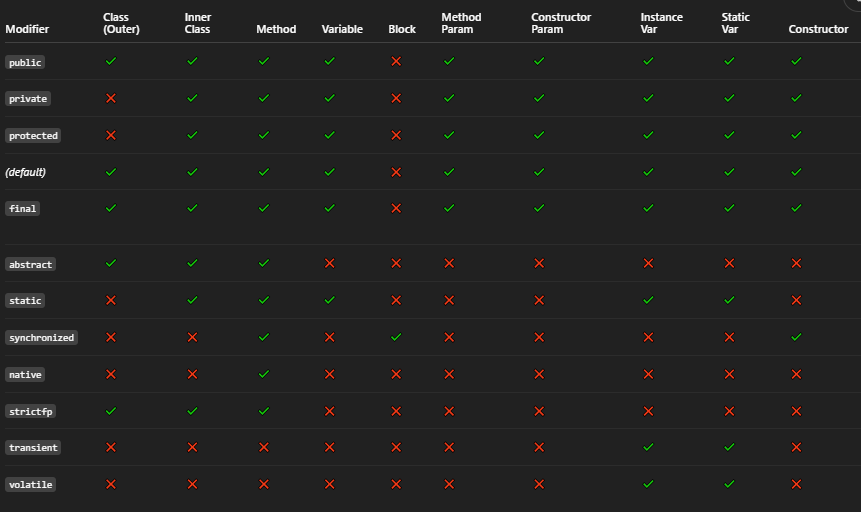 Modifier Class (Outer) Inner Class Method Variable Block Method Param Constructor Param Instance Var Static Var Constructor
public ✓ ✓ ✓ ✓ ✗ ✓ ✓ ✓ ✓ ✓
private ✗ ✓ ✓ ✓ ✗ ✓ ✓ ✓ ✓ ✓
protected ✗ ✓ ✓ ✓ ✗ ✓ ✓ ✓ ✓ ✓
(default) ✓ ✓ ✓ ✓ ✗ ✓ ✓ ✓ ✓ ✓
final ✓ ✓ ✓ ✓ ✗ ✓ ✓ ✓ ✓ ✓
abstract ✓ ✓ ✓ ✗ ✗ ✗ ✗ ✗ ✗ ✗
static ✗ ✓ ✓ ✓ ✗ ✗ ✗ ✓ ✓ ✗
synchronized ✗ ✗ ✓ ✗ ✓ ✗ ✗ ✗ ✗ ✓
native ✗ ✗ ✓ ✗ ✗ ✗ ✗ ✗ ✗ ✗
strictfp ✓ ✓ ✓ ✗ ✗ ✗ ✗ ✗ ✗ ✗
transient ✗ ✗ ✗ ✗ ✗ ✗ ✗ ✓ ✓ ✗
volatile ✗ ✗ ✗ ✗ ✗ ✗ ✗ ✓ ✓ ✗